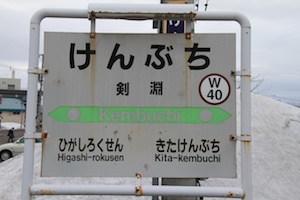 けんぶち
剣淵
W
40
Kembuchi
ひがしろくせん
Higashi-rokusen
きたけんぶち
Kita-kembuchi